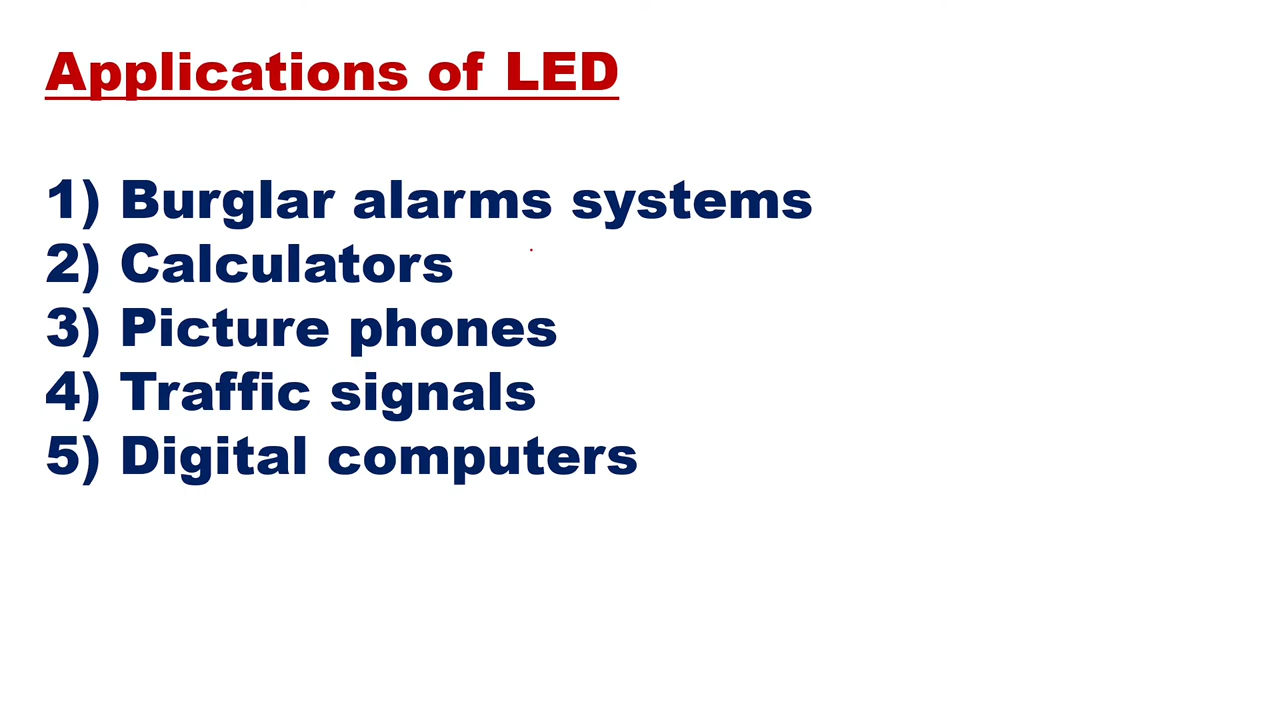 Applications of LED
1) Burglar alarms systems
2) Calculators
3) Picture phones
4) Traffic signals
5) Digital computers